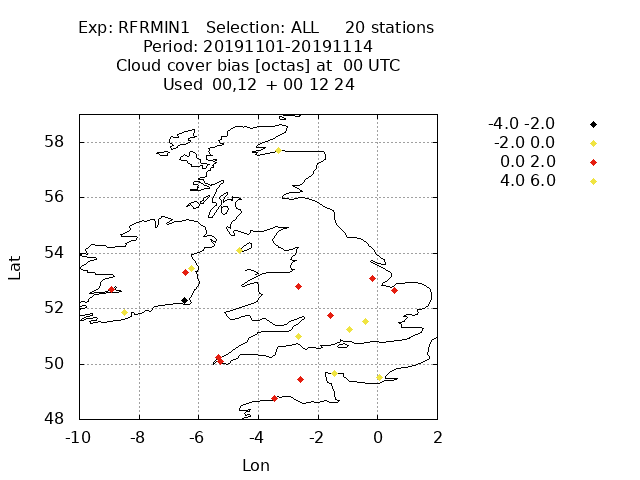 Exp: RFRMIN1   Selection: ALL     20 stations
Period: 20191101-20191114
Cloud cover bias [octas] at  00 UTC
Used  00,12  + 00 12 24
-4.0 -2.0
-2.0 0.0
0.0 2.0
4.0 6.0
58
56
54
52
50
48
Lat
-10 -8 -6 -4 -2 0 2
Lon